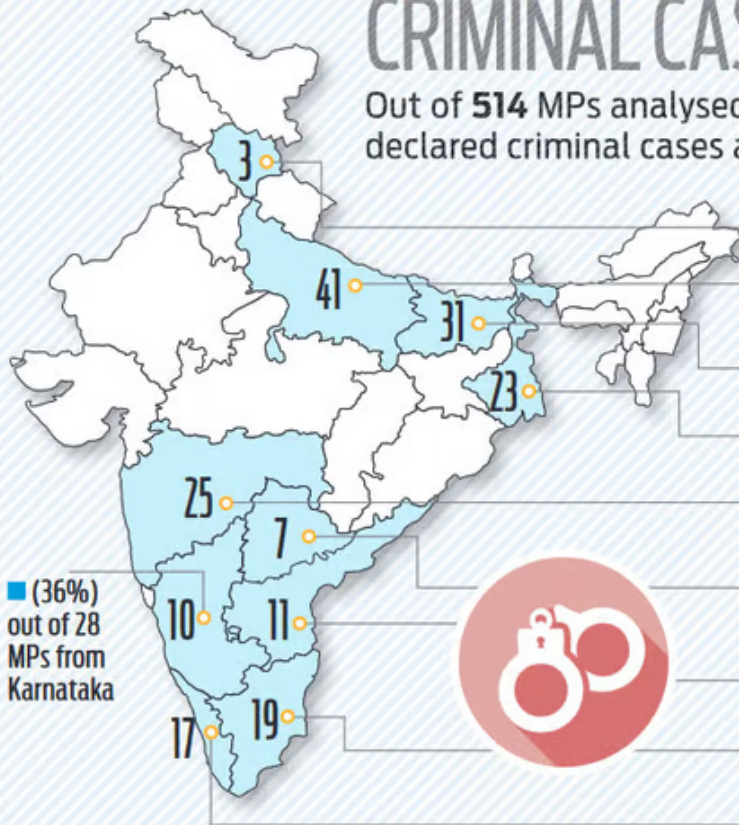 CRIMINAL CAS
Out of 514 MPs analysed
declared criminal cases a
3
41
31
23
25
7
(36%)
out of 28
MPs from
Karnataka
10
11
19
17